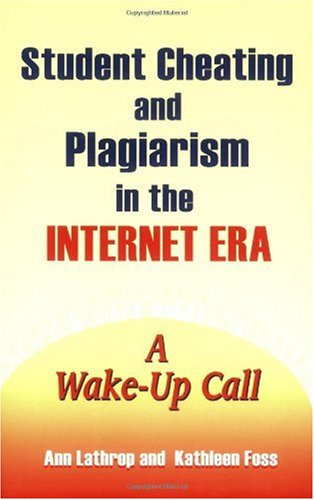 Student Cheating
and
Plagiarism
in the
INTERNET ERA
A
Wake-Up Call
Ann Lathrop and Kathleen Foss